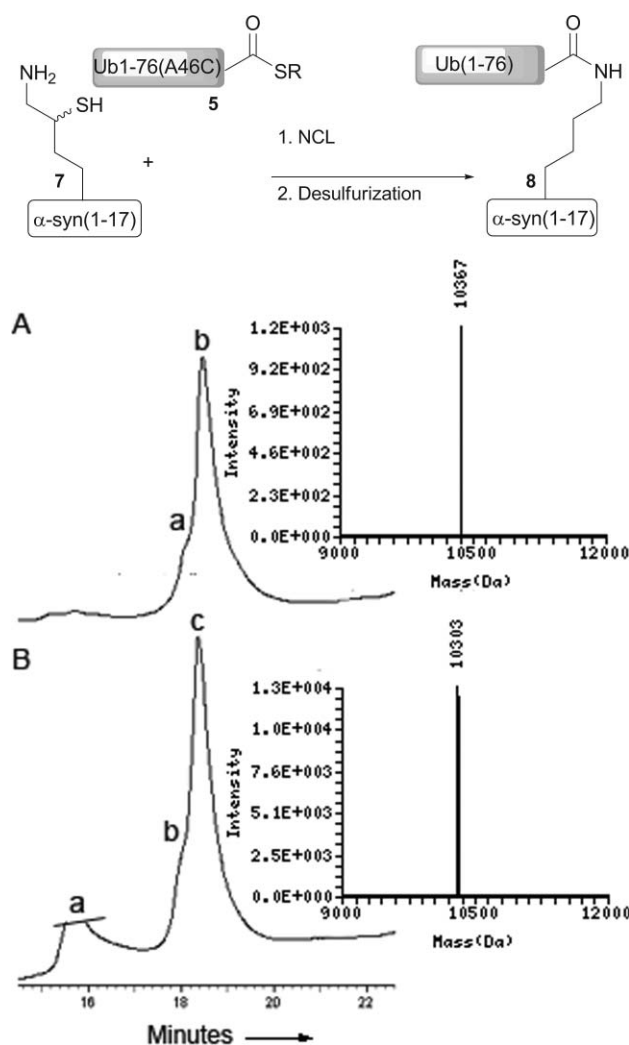 O
O
NH2
Ub1-76(A46C)
SR
Ub(1-76)
NH
SH
5
1. NCL
+
7
2. Desulfurization
8
α-syn(1-17)
α-syn(1-17)
A
b
a
10367
1.2E+003
9.2E+002
6.9E+002
4.6E+002
2.3E+002
0.0E+000
Intensity
9000
10500
12000
Mass(Da)
B
c
b
a
10303
1.3E+004
1.0E+004
7.6E+003
5.1E+003
2.5E+003
0.0E+000
Intensity
9000
10500
12000
Mass(Da)
16
18
20
22
Minutes